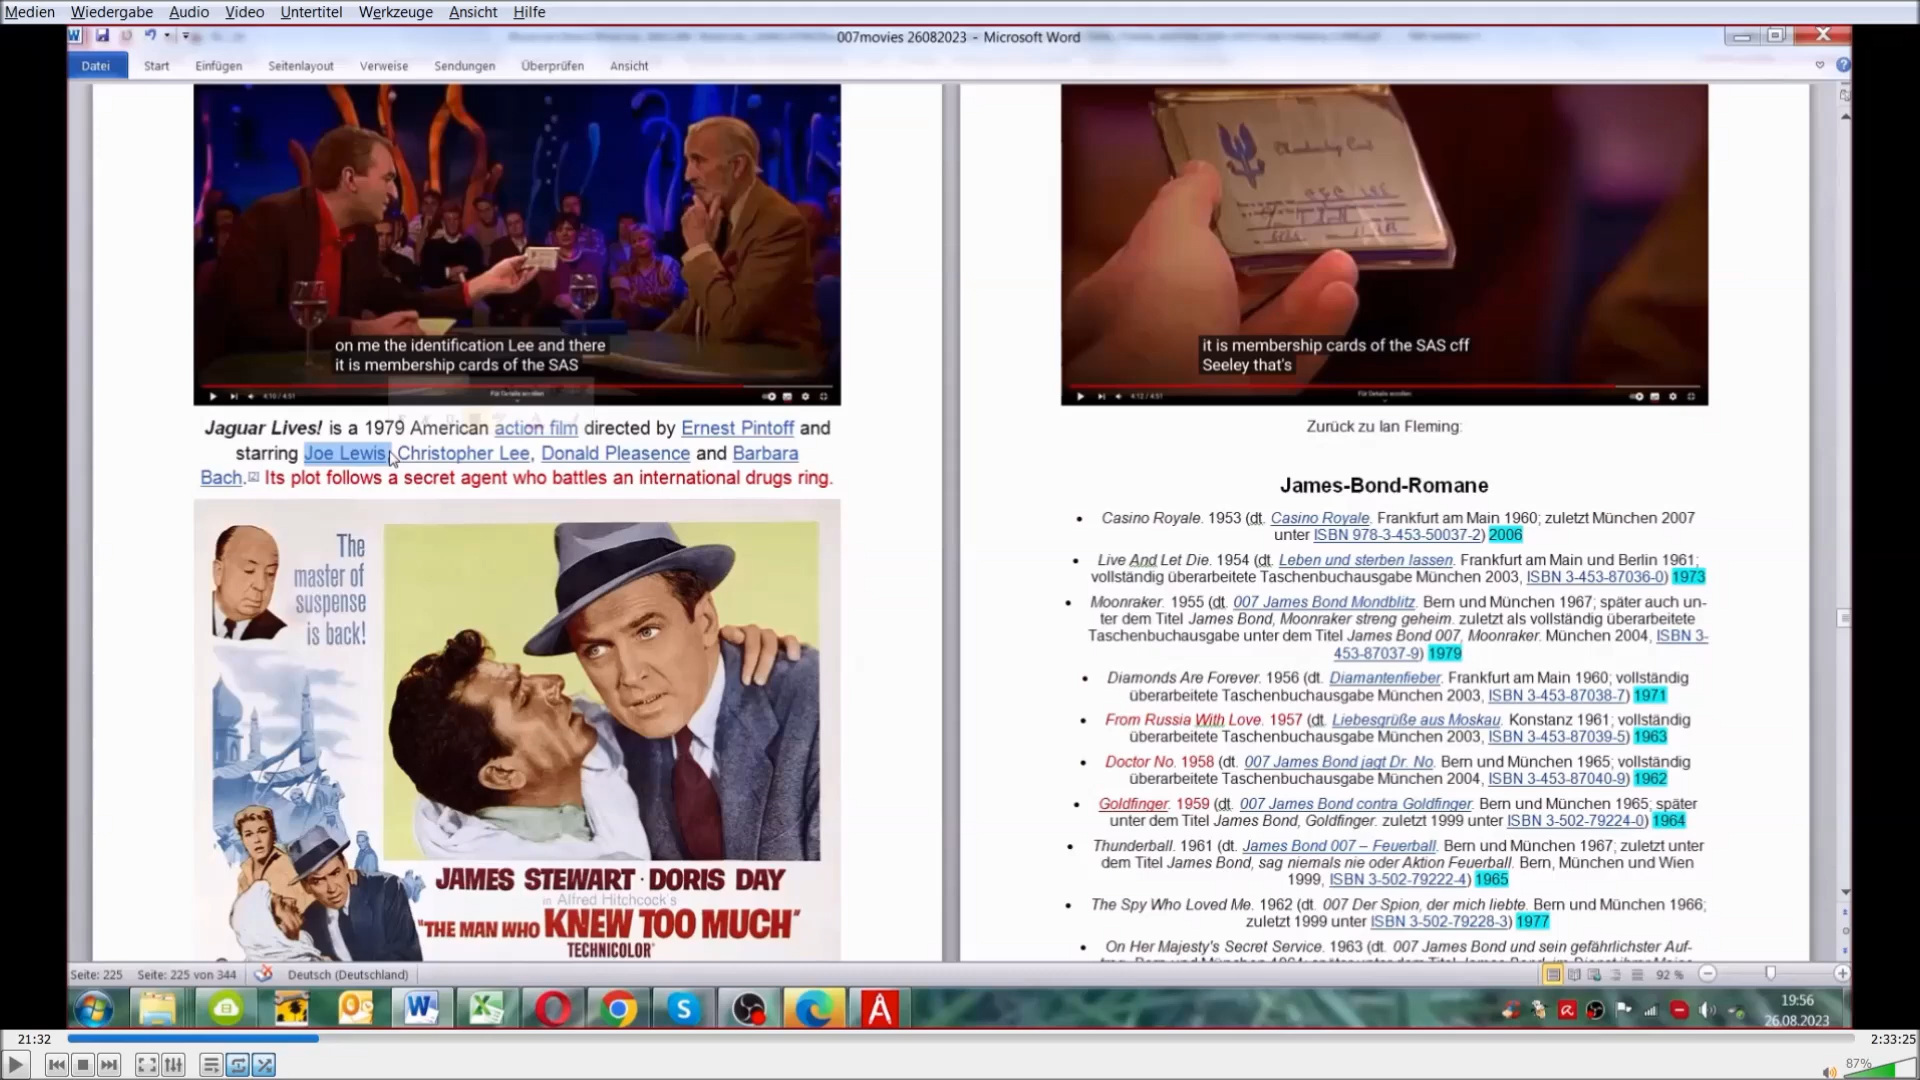 Medien Wiedergabe Audio Video Untertitel Werkzeuge Ansicht Hilfe
007movies 26082023 - Microsoft Word
Datei Start Einfügen Seitenlayout Verweise Sendungen Überprüfen Ansicht
on me the identification Lee and there
it is membership cards of the SAS
4:10 / 4:51
Für Details scrollen
Jaguar Lives! is a 1979 American action film directed by Ernest Pintoff and
starring Joe Lewis, Christopher Lee, Donald Pleasence and Barbara
Bach.[2] Its plot follows a secret agent who battles an international drugs ring.
The
master of
suspense
is back!
JAMES STEWART · DORIS DAY
in Alfred Hitchcock's
"THE MAN WHO KNEW TOO MUCH"
TECHNICOLOR
it is membership cards of the SAS cff
Seeley that's
4:12 / 4:51
Für Details scrollen
Zurück zu Ian Fleming:
James-Bond-Romane
• Casino Royale. 1953 (dt. Casino Royale. Frankfurt am Main 1960; zuletzt München 2007
unter ISBN 978-3-453-50037-2) 2006
• Live And Let Die. 1954 (dt. Leben und sterben lassen. Frankfurt am Main und Berlin 1961;
vollständig überarbeitete Taschenbuchausgabe München 2003, ISBN 3-453-87036-0) 1973
• Moonraker. 1955 (dt. 007 James Bond Mondblitz. Bern und München 1967; später auch un-
ter dem Titel James Bond, Moonraker streng geheim. zuletzt als vollständig überarbeitete
Taschenbuchausgabe unter dem Titel James Bond 007, Moonraker. München 2004, ISBN 3-
453-87037-9) 1979
• Diamonds Are Forever. 1956 (dt. Diamantenfieber. Frankfurt am Main 1960; vollständig
überarbeitete Taschenbuchausgabe München 2003, ISBN 3-453-87038-7) 1971
• From Russia With Love. 1957 (dt. Liebesgrüße aus Moskau. Konstanz 1961; vollständig
überarbeitete Taschenbuchausgabe München 2003, ISBN 3-453-87039-5) 1963
• Doctor No. 1958 (dt. 007 James Bond jagt Dr. No. Bern und München 1965; vollständig
überarbeitete Taschenbuchausgabe München 2004, ISBN 3-453-87040-9) 1962
• Goldfinger. 1959 (dt. 007 James Bond contra Goldfinger. Bern und München 1965; später
unter dem Titel James Bond, Goldfinger. zuletzt 1999 unter ISBN 3-502-79224-0) 1964
• Thunderball. 1961 (dt. James Bond 007 – Feuerball. Bern und München 1967; zuletzt unter
dem Titel James Bond, sag niemals nie oder Aktion Feuerball. Bern, München und Wien
1999, ISBN 3-502-79222-4) 1965
• The Spy Who Loved Me. 1962 (dt. 007 Der Spion, der mich liebte. Bern und München 1966;
zuletzt 1999 unter ISBN 3-502-79228-3) 1977
• On Her Majesty's Secret Service. 1963 (dt. 007 James Bond und sein gefährlichster Auf-
Seite: 225 Seite: 225 von 344 Deutsch (Deutschland) 92 %
19:56
26.08.2023
21:32 2:33:25
87%